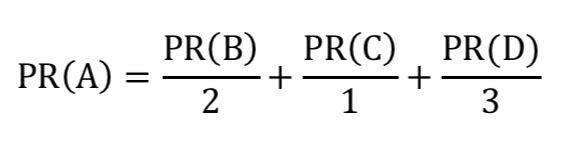 PR(A) = PR(B)/2 + PR(C)/1 + PR(D)/3